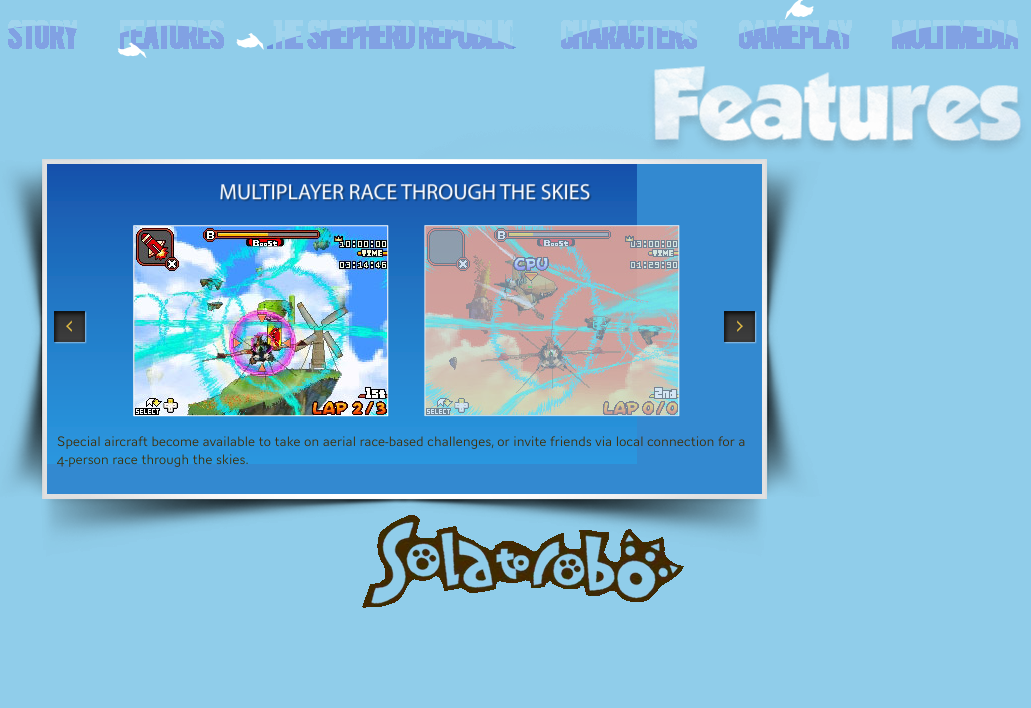 STORY FEATURES THE SHEPHERD REPUBLIC CHARACTERS GAMEPLAY MULTIMEDIA
Features
MULTIPLAYER RACE THROUGH THE SKIES
B Boost 10:00:00
TIME
03:14:46
X
1st
SELECT LAP 2/3
B Boost 03:00:00
TIME
CPU 01:29:90
X
2nd
SELECT LAP 0/0
Special aircraft become available to take on aerial race-based challenges, or invite friends via local connection for a
4-person race through the skies.
Solatorobo